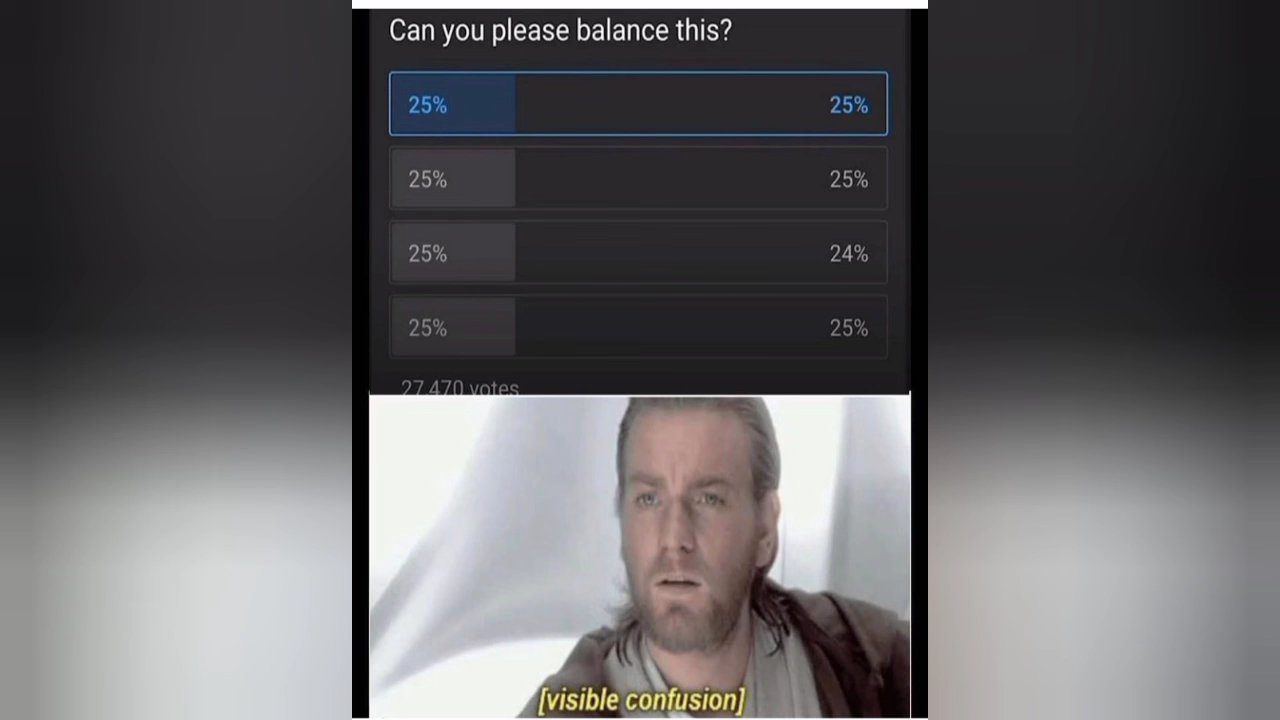 Can you please balance this?
25% 25%
25% 25%
25% 24%
25% 25%
27,470 votes
[visible confusion]